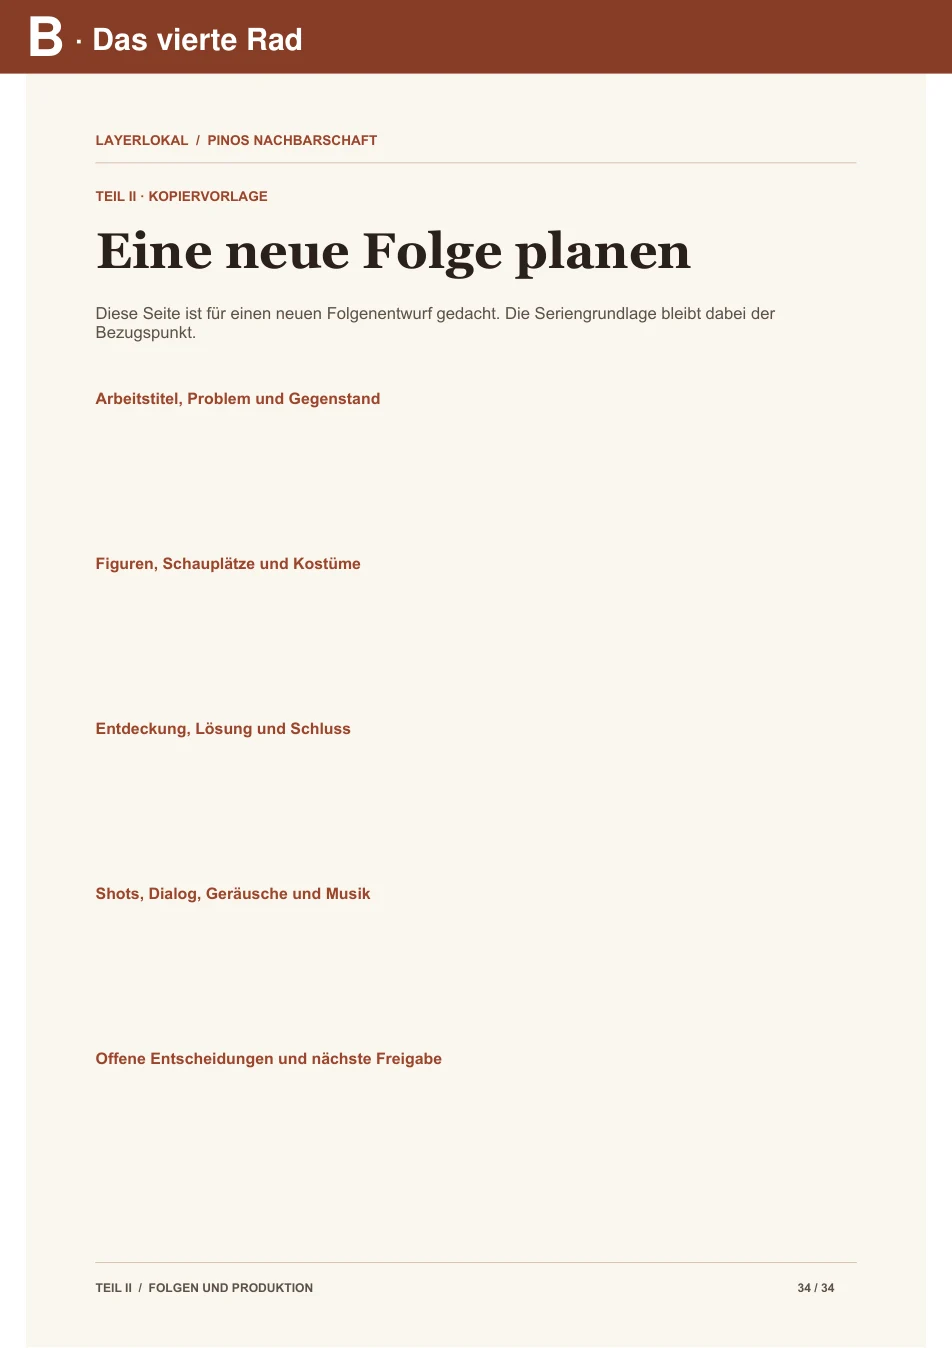 B · Das vierte Rad
LAYERLOKAL / PINOS NACHBARSCHAFT
TEIL II · KOPIERVORLAGE
Eine neue Folge planen
Diese Seite ist für einen neuen Folgenentwurf gedacht. Die Seriengrundlage bleibt dabei der
Bezugspunkt.
Arbeitstitel, Problem und Gegenstand
Figuren, Schauplätze und Kostüme
Entdeckung, Lösung und Schluss
Shots, Dialog, Geräusche und Musik
Offene Entscheidungen und nächste Freigabe
TEIL II / FOLGEN UND PRODUKTION
34 / 34